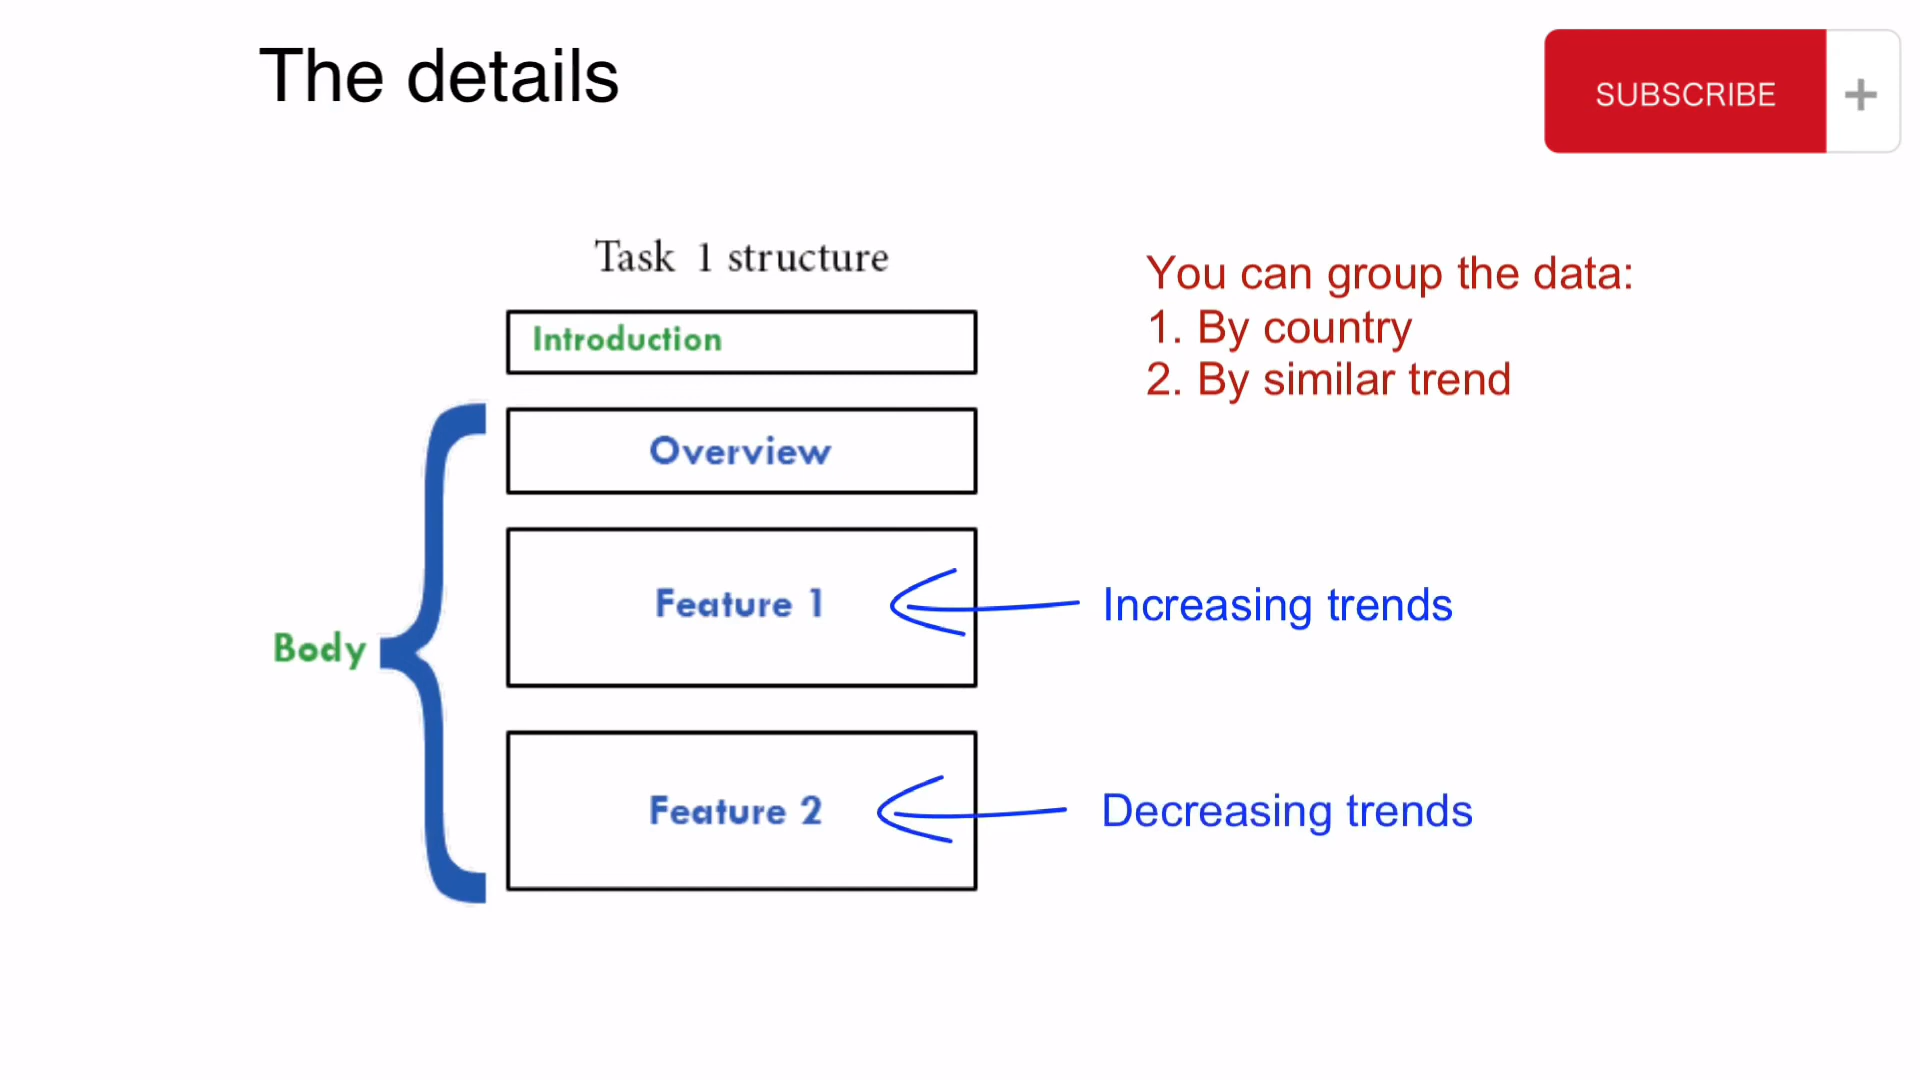 The details
SUBSCRIBE +
Task 1 structure
Introduction
Overview
Feature 1
Feature 2
Body
You can group the data:
1. By country
2. By similar trend
Increasing trends
Decreasing trends